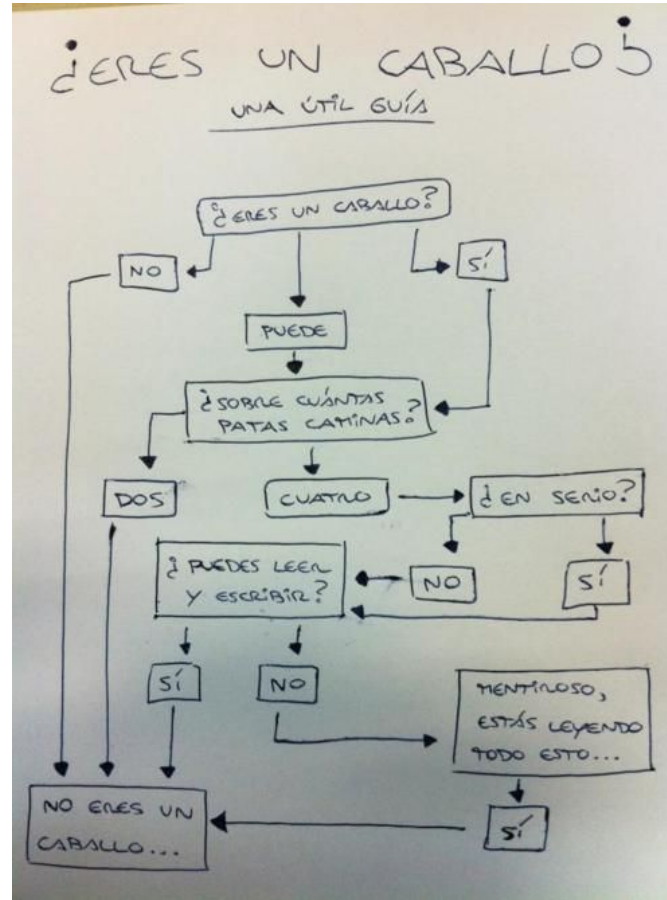 ¿ERES UN CABALLO?
UNA ÚTIL GUÍA
¿ERES UN CABALLO?
NO
SÍ
PUEDE
¿SOBRE CUÁNTAS
PATAS CAMINAS?
DOS
CUATRO
¿EN SERIO?
¿PUEDES LEER
Y ESCRIBIR?
NO
SÍ
SÍ
NO
MENTIROSO,
ESTÁS LEYENDO
TODO ESTO...
SÍ
NO ERES UN
CABALLO...